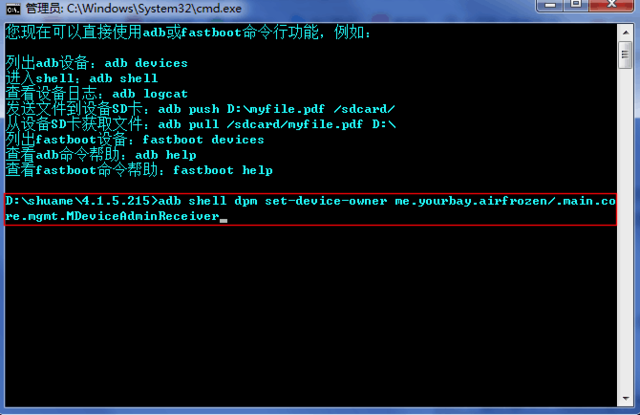 管理员: C:\Windows\System32\cmd.exe
您现在可以直接使用adb或fastboot命令行功能，例如：
列出adb设备：adb devices
进入shell：adb shell
查看设备日志：adb logcat
发送文件到设备SD卡：adb push D:\myfile.pdf /sdcard/
从设备SD卡获取文件：adb pull /sdcard/myfile.pdf D:\
列出fastboot设备：fastboot devices
查看adb命令帮助：adb help
查看fastboot命令帮助：fastboot help
D:\shuame\4.1.5.215>adb shell dpm set-device-owner me.yourbay.airfrozen/.main.co
re.mgmt.MDeviceAdminReceiver_